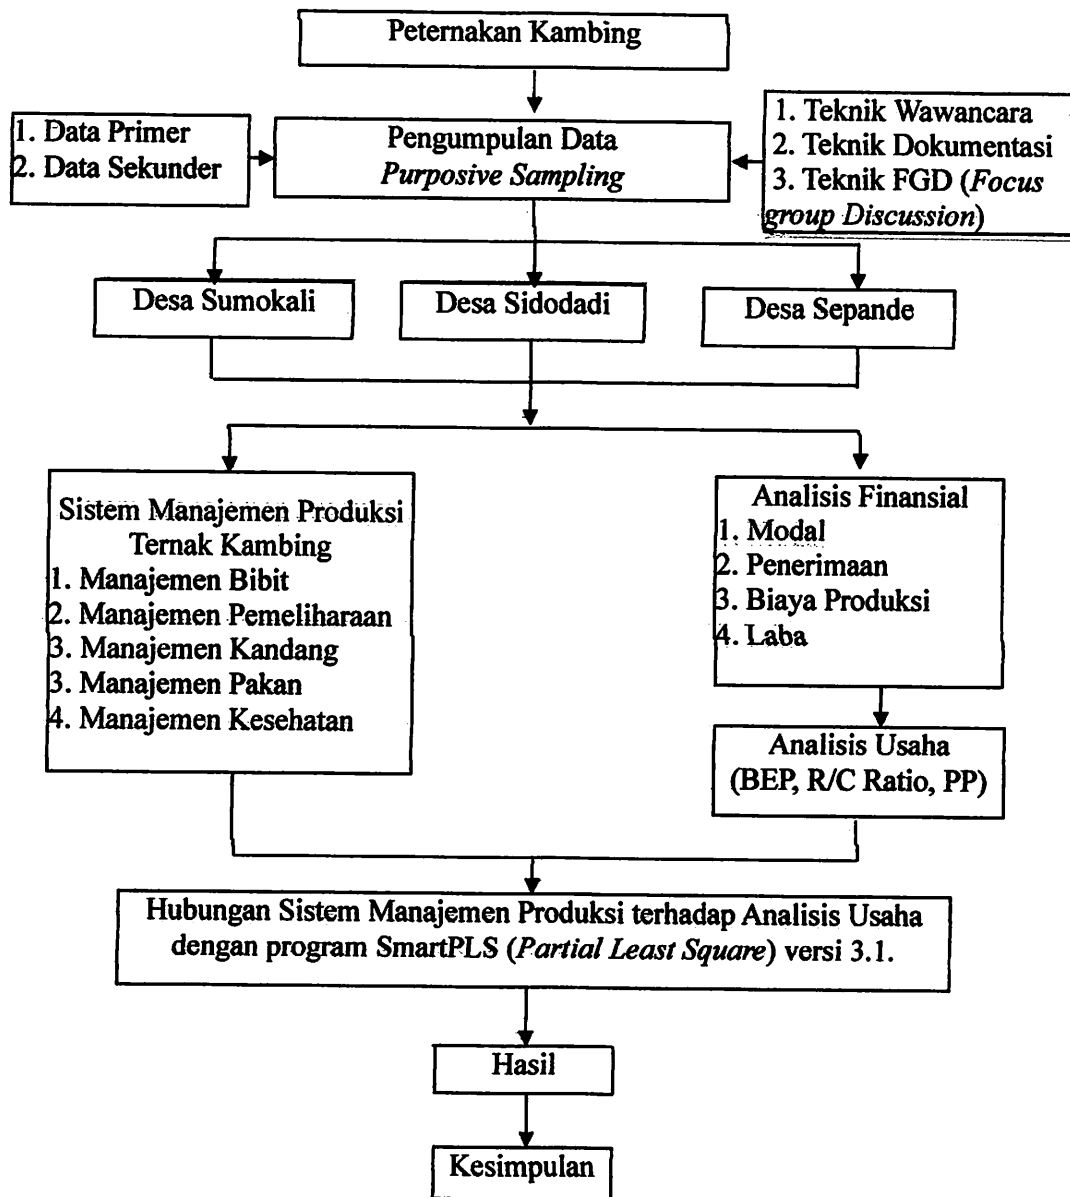 Peternakan Kambing
1. Data Primer
2. Data Sekunder
Pengumpulan Data
Purposive Sampling
1. Teknik Wawancara
2. Teknik Dokumentasi
3. Teknik FGD (Focus
group Discussion)
Desa Sumokali
Desa Sidodadi
Desa Sepande
Sistem Manajemen Produksi
Ternak Kambing
1. Manajemen Bibit
2. Manajemen Pemeliharaan
3. Manajemen Kandang
3. Manajemen Pakan
4. Manajemen Kesehatan
Analisis Finansial
1. Modal
2. Penerimaan
3. Biaya Produksi
4. Laba
Analisis Usaha
(BEP, R/C Ratio, PP)
Hubungan Sistem Manajemen Produksi terhadap Analisis Usaha
dengan program SmartPLS (Partial Least Square) versi 3.1.
Hasil
Kesimpulan